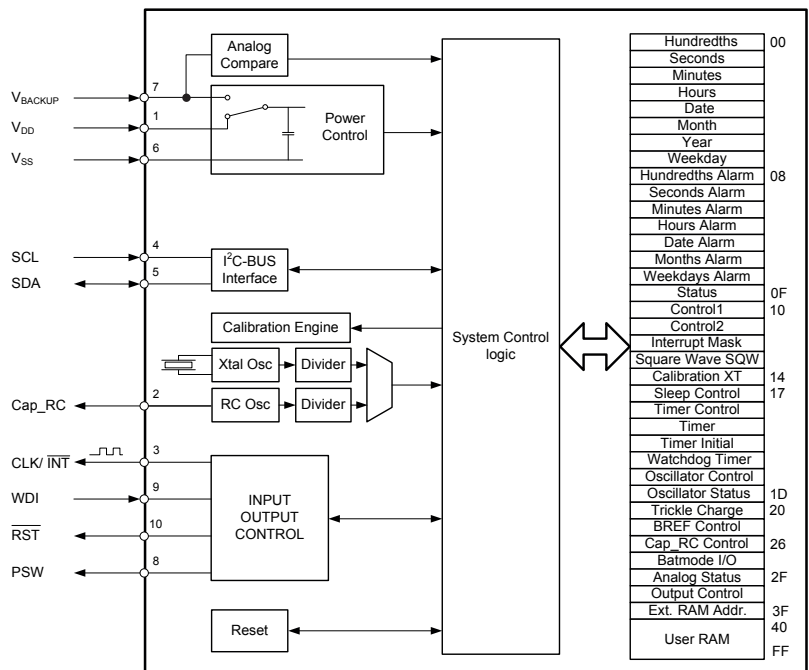 V_BACKUP
7
V_DD
1
V_SS
6
SCL
4
SDA
5
Cap_RC
2
CLK/ INT
3
WDI
9
RST
10
PSW
8
Analog
Compare
Power
Control
I²C-BUS
Interface
Calibration Engine
Xtal Osc
Divider
RC Osc
Divider
INPUT
OUTPUT
CONTROL
Reset
System Control
logic
Hundredths 00
Seconds
Minutes
Hours
Date
Month
Year
Weekday
Hundredths Alarm 08
Seconds Alarm
Minutes Alarm
Hours Alarm
Date Alarm
Months Alarm
Weekdays Alarm
Status 0F
Control1 10
Control2
Interrupt Mask
Square Wave SQW
Calibration XT 14
Sleep Control 17
Timer Control
Timer
Timer Initial
Watchdog Timer
Oscillator Control
Oscillator Status 1D
Trickle Charge 20
BREF Control
Cap_RC Control 26
Batmode I/O
Analog Status 2F
Output Control
Ext. RAM Addr. 3F
User RAM
40
FF